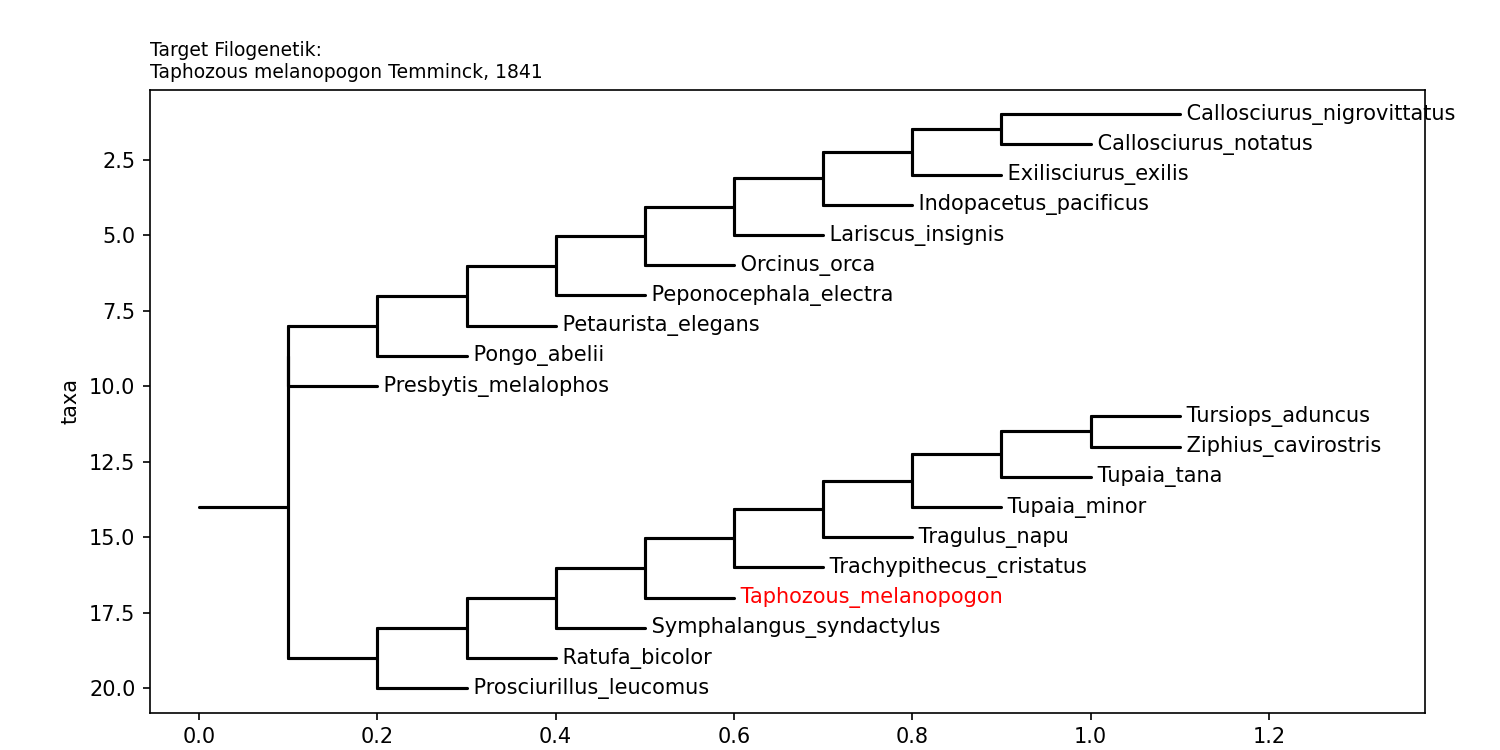 Target Filogenetik:
Taphozous melanopogon Temminck, 1841
Callosciurus_nigrovittatus
Callosciurus_notatus
2.5
Exilisciurus_exilis
Indopacetus_pacificus
5.0
Lariscus_insignis
Orcinus_orca
Peponocephala_electra
7.5
Petaurista_elegans
Pongo_abelii
10.0
Presbytis_melalophos
taxa
Tursiops_aduncus
Ziphius_cavirostris
12.5
Tupaia_tana
Tupaia_minor
15.0
Tragulus_napu
Trachypithecus_cristatus
Taphozous_melanopogon
17.5
Symphalangus_syndactylus
Ratufa_bicolor
20.0
Prosciurillus_leucomus
0.0 0.2 0.4 0.6 0.8 1.0 1.2